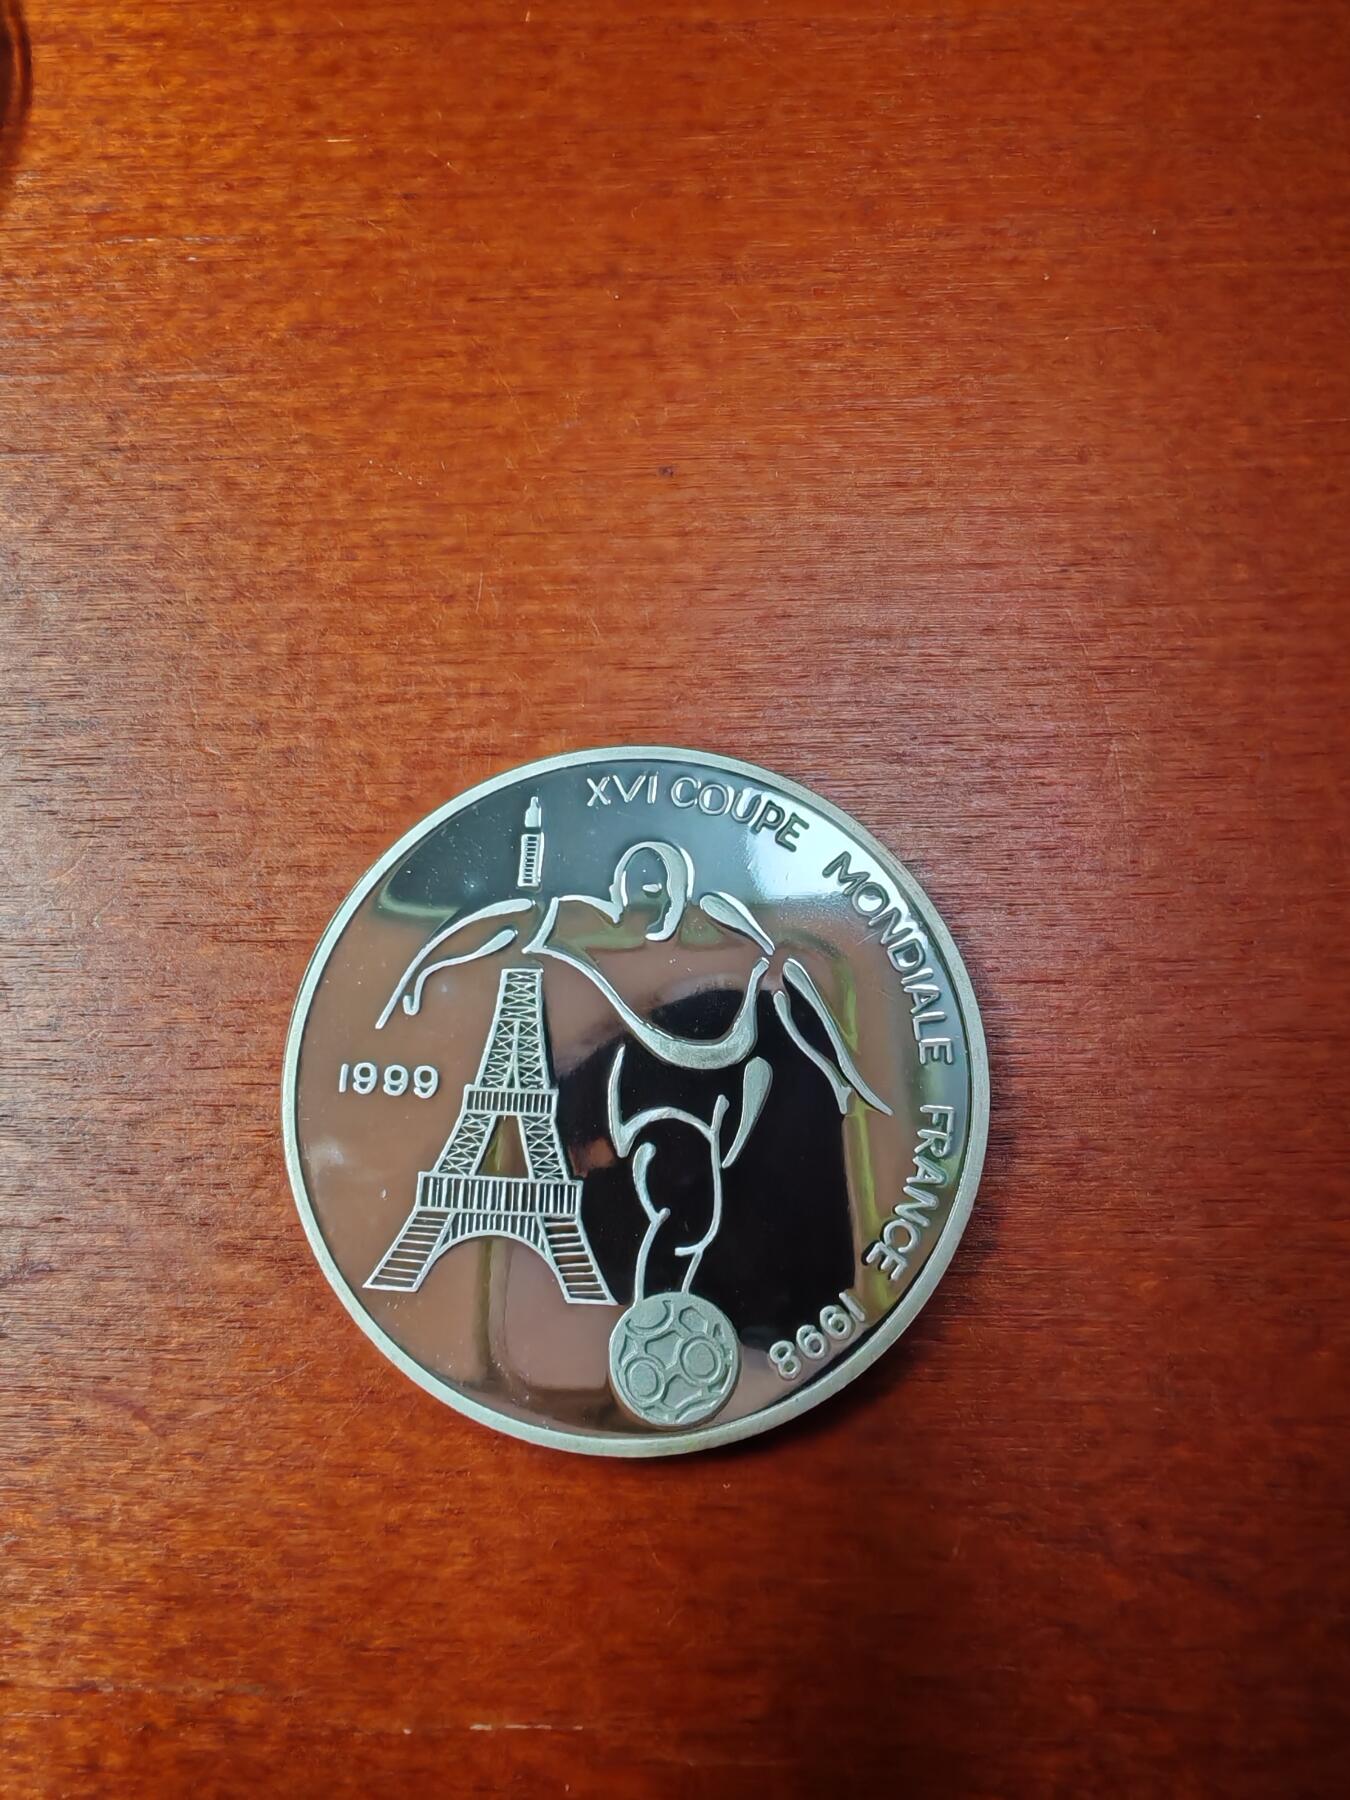 XVI COUPE MONDIALE FRANCE 1998
1999